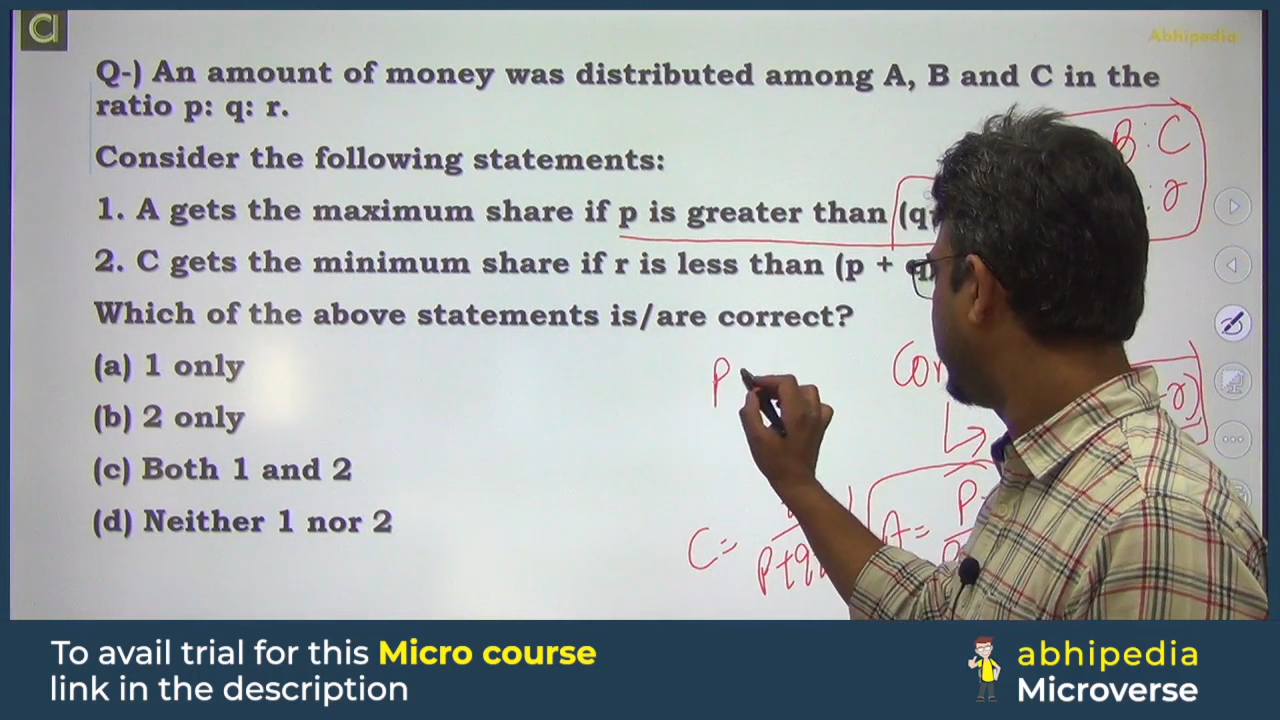 Abhipedia
Q-) An amount of money was distributed among A, B and C in the
ratio p: q: r.
Consider the following statements:
1. A gets the maximum share if p is greater than (q+
2. C gets the minimum share if r is less than (p + q)
Which of the above statements is/are correct?
(a) 1 only
(b) 2 only
(c) Both 1 and 2
(d) Neither 1 nor 2
B : C
: r
P
r)
C =
p+q+
A =
P
To avail trial for this Micro course
link in the description
abhipedia
Microverse